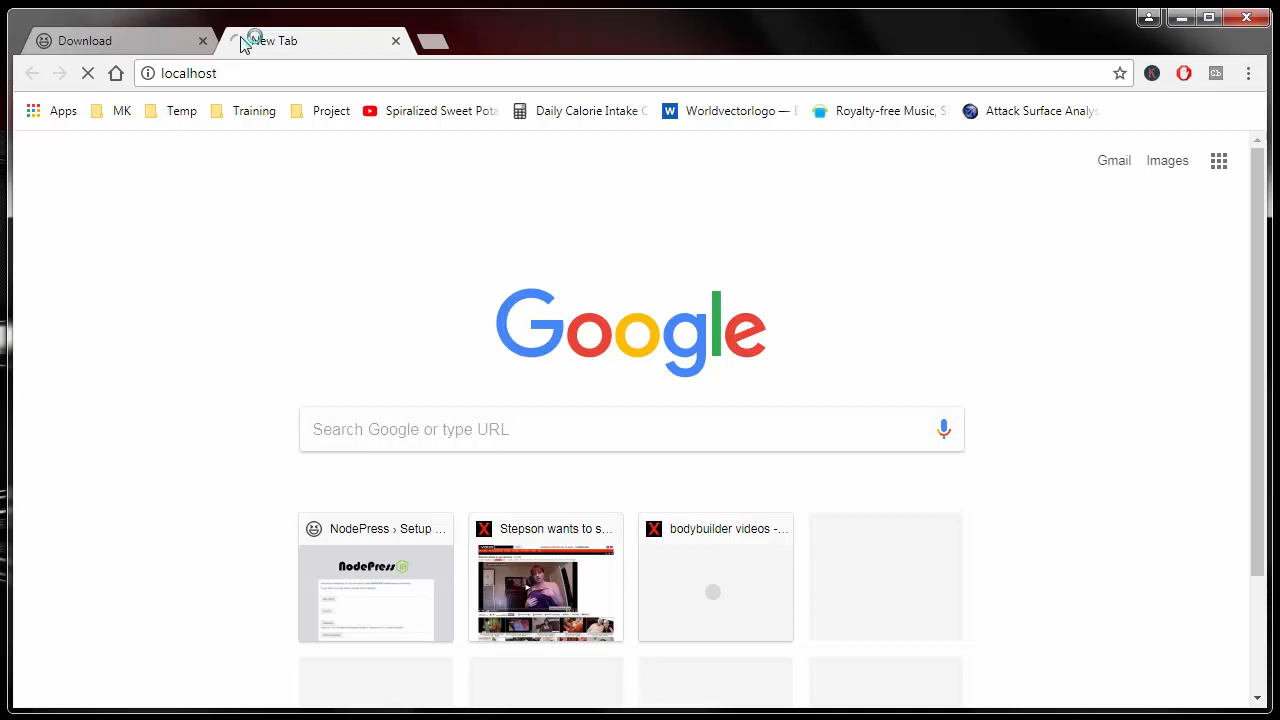 Download
New Tab
localhost
Apps
MK
Temp
Training
Project
Spiralized Sweet Pota
Daily Calorie Intake C
Worldvectorlogo —
Royalty-free Music, S
Attack Surface Analys
Gmail
Images
Google
Search Google or type URL
NodePress › Setup ...
Stepson wants to s...
bodybuilder videos -...
NodePress